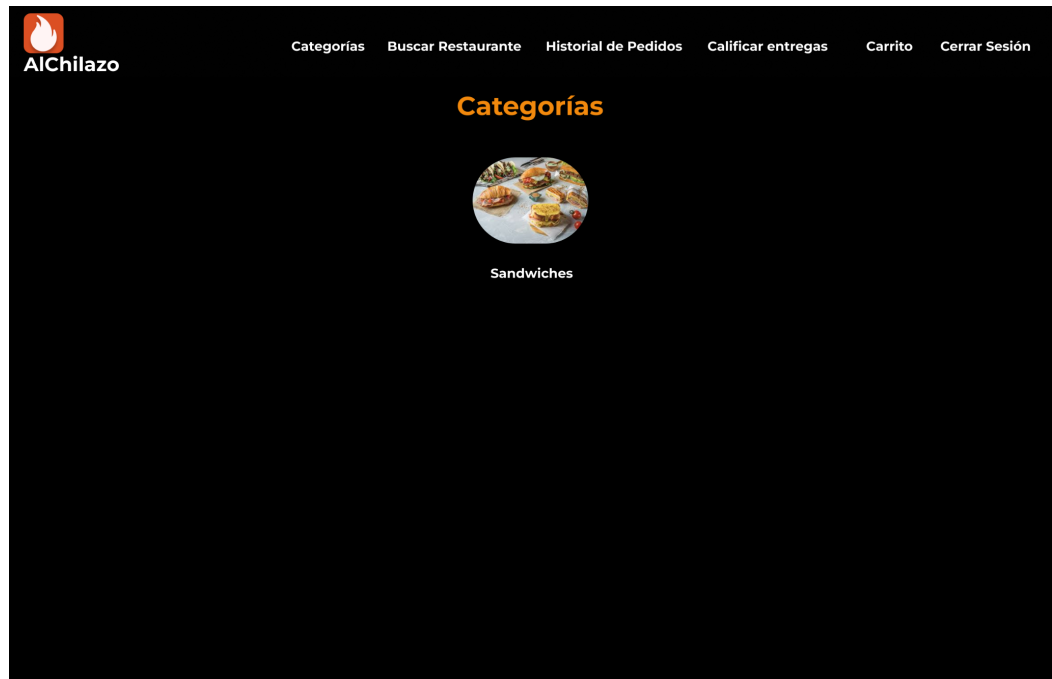 AlChilazo
Categorías Buscar Restaurante Historial de Pedidos Calificar entregas Carrito Cerrar Sesión
Categorías
Sandwiches